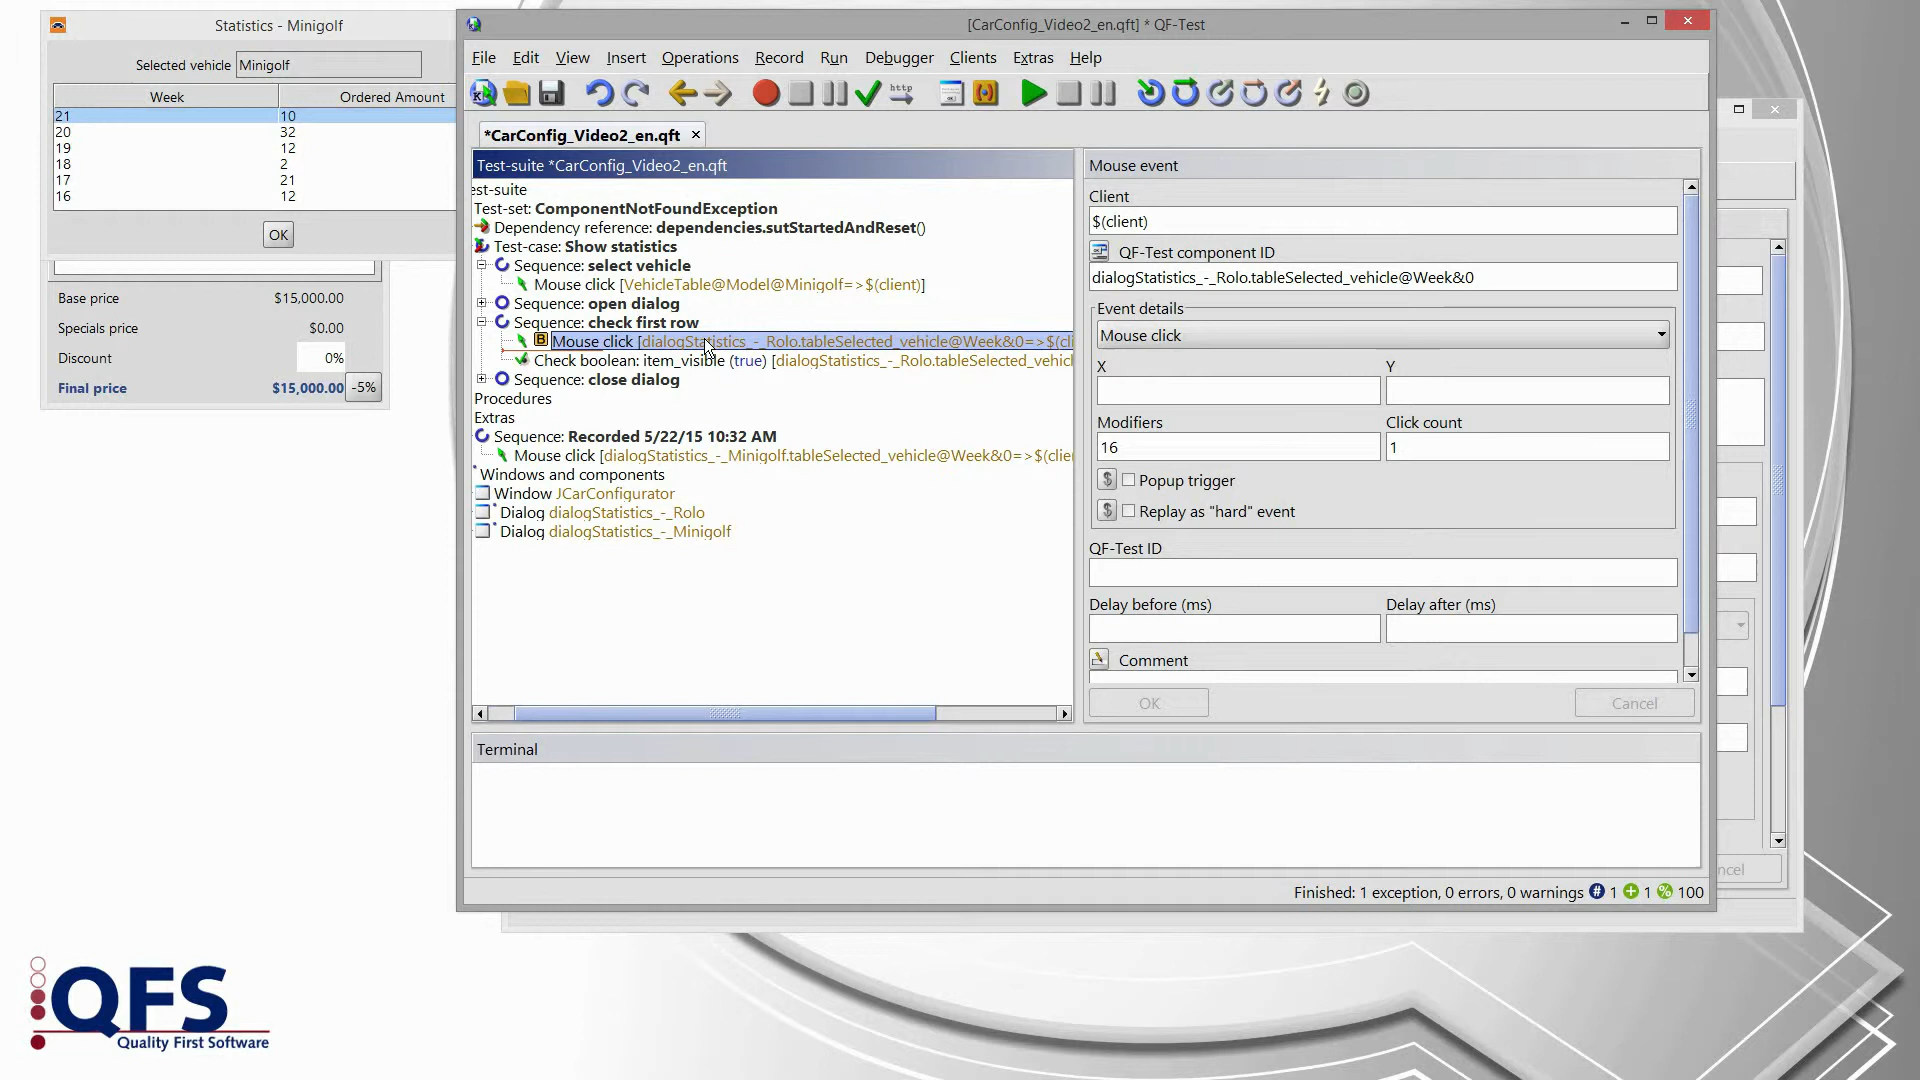 Statistics - Minigolf
Selected vehicle Minigolf
Week Ordered Amount
21 10
20 32
19 12
18 2
17 21
16 12
OK
Base price $15,000.00
Specials price $0.00
Discount 0%
Final price $15,000.00 -5%
[CarConfig_Video2_en.qft] * QF-Test
File Edit View Insert Operations Record Run Debugger Clients Extras Help
http
*CarConfig_Video2_en.qft
Test-suite *CarConfig_Video2_en.qft
est-suite
Test-set: ComponentNotFoundException
Dependency reference: dependencies.sutStartedAndReset()
Test-case: Show statistics
Sequence: select vehicle
Mouse click [VehicleTable@Model@Minigolf=>$(client)]
Sequence: open dialog
Sequence: check first row
B Mouse click [dialogStatistics_-_Rolo.tableSelected_vehicle@Week&0=>$(cli
Check boolean: item_visible (true) [dialogStatistics_-_Rolo.tableSelected_vehicl
Sequence: close dialog
Procedures
Extras
Sequence: Recorded 5/22/15 10:32 AM
Mouse click [dialogStatistics_-_Minigolf.tableSelected_vehicle@Week&0=>$(clie
Windows and components
Window JCarConfigurator
Dialog dialogStatistics_-_Rolo
Dialog dialogStatistics_-_Minigolf
Mouse event
Client
$(client)
QF-Test component ID
dialogStatistics_-_Rolo.tableSelected_vehicle@Week&0
Event details
Mouse click
X Y
Modifiers Click count
16 1
$ Popup trigger
$ Replay as "hard" event
QF-Test ID
Delay before (ms) Delay after (ms)
Comment
OK Cancel
Terminal
Finished: 1 exception, 0 errors, 0 warnings # 1 + 1 % 100
ncel
QFS
Quality First Software